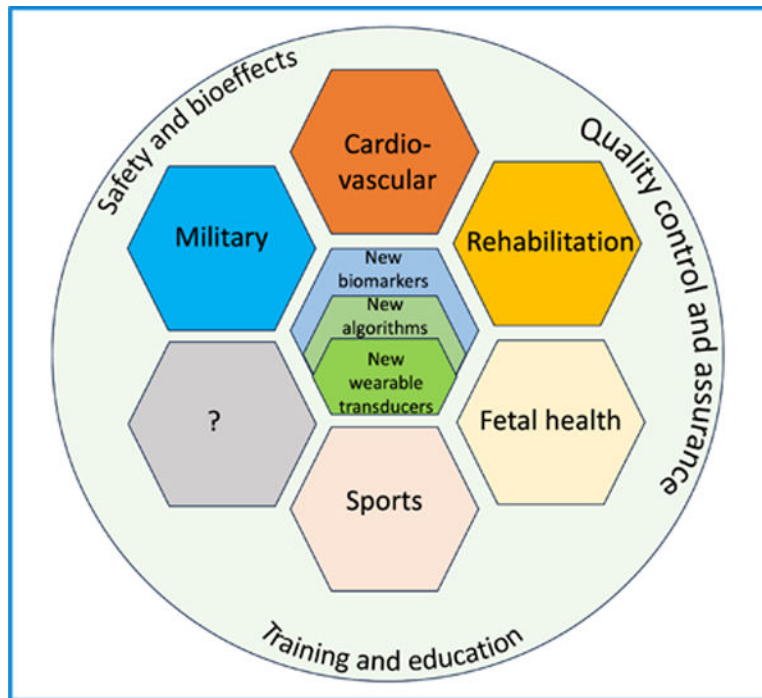 Safety and bioeffects
Quality control and assurance
Cardio-
vascular
Military
Rehabilitation
New
biomarkers
New
algorithms
New
wearable
transducers
?
Fetal health
Sports
Training and education